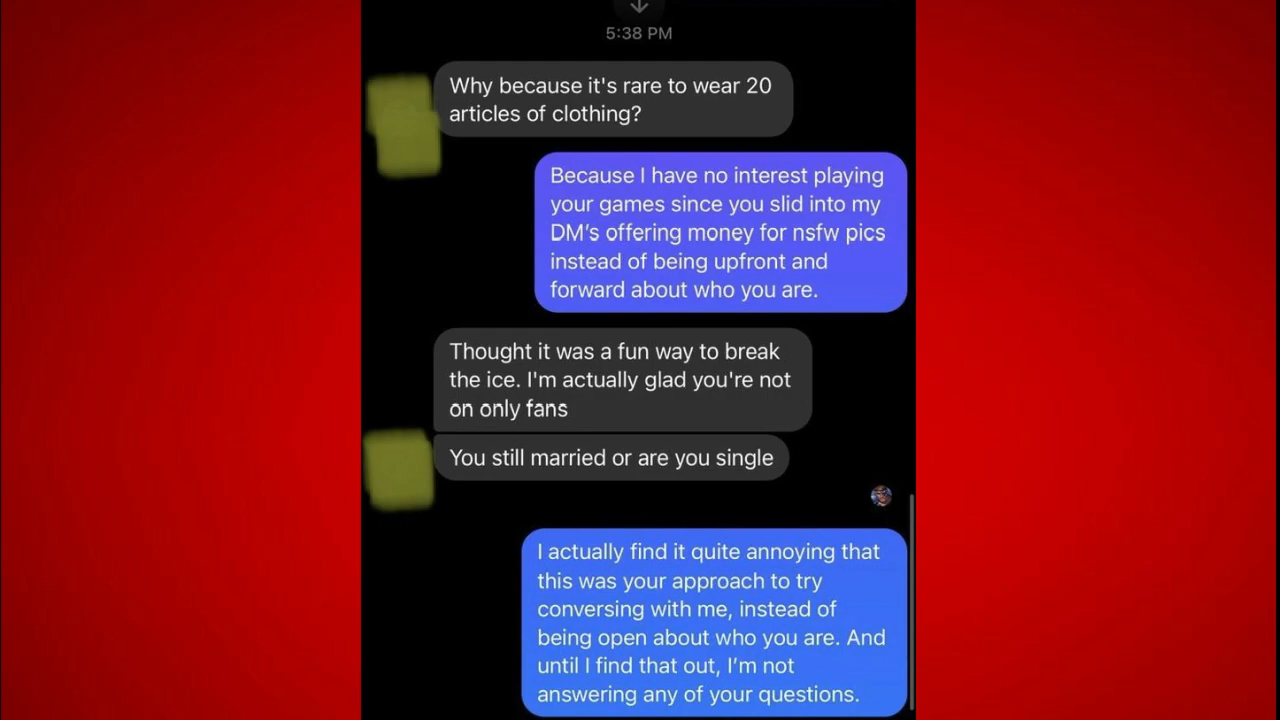 5:38 PM
Why because it's rare to wear 20
articles of clothing?
Because I have no interest playing
your games since you slid into my
DM's offering money for nsfw pics
instead of being upfront and
forward about who you are.
Thought it was a fun way to break
the ice. I'm actually glad you're not
on only fans
You still married or are you single
I actually find it quite annoying that
this was your approach to try
conversing with me, instead of
being open about who you are. And
until I find that out, I'm not
answering any of your questions.